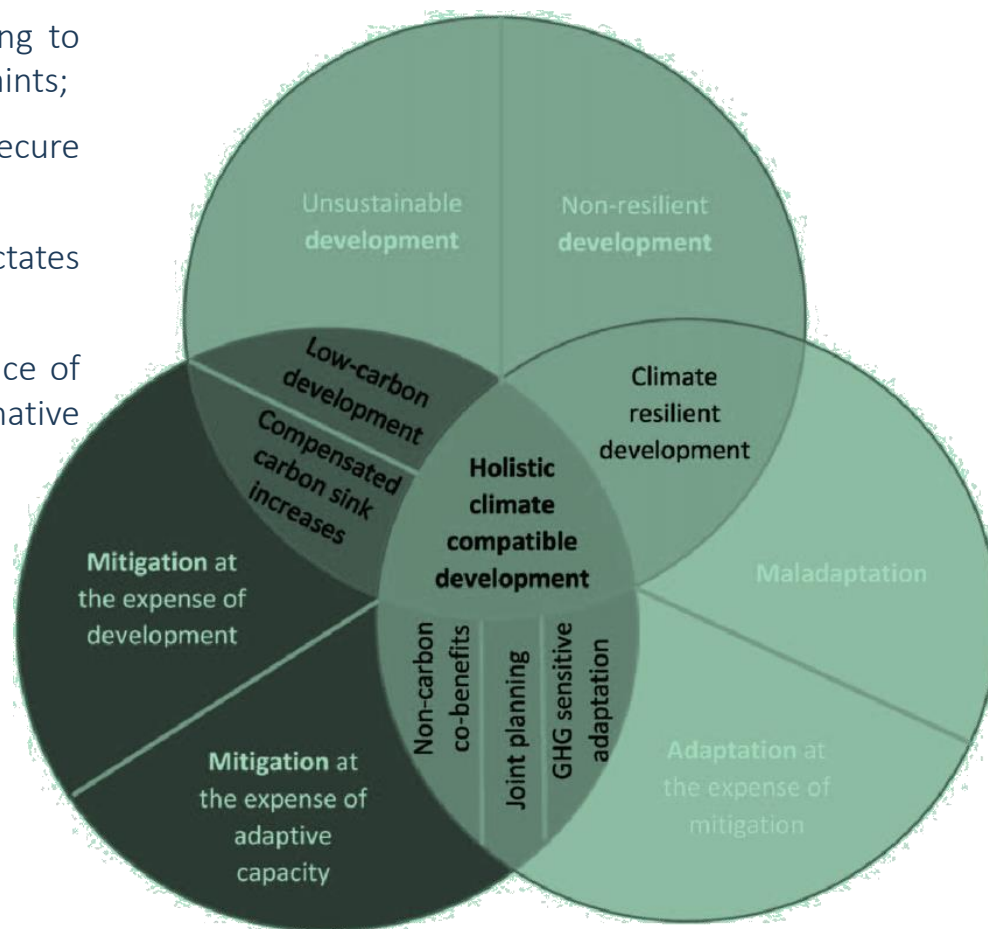 ng to
ints;
ecure
ctates
ce of
native
Unsustainable
development
Non-resilient
development
Low-carbon
development
Compensated
carbon sink
increases
Climate
resilient
development
Holistic
climate
compatible
development
Mitigation at
the expense of
development
Maladaptation
Non-carbon
co-benefits
Joint planning
GHG sensitive
adaptation
Mitigation at
the expense of
adaptive
capacity
Adaptation at
the expense of
mitigation